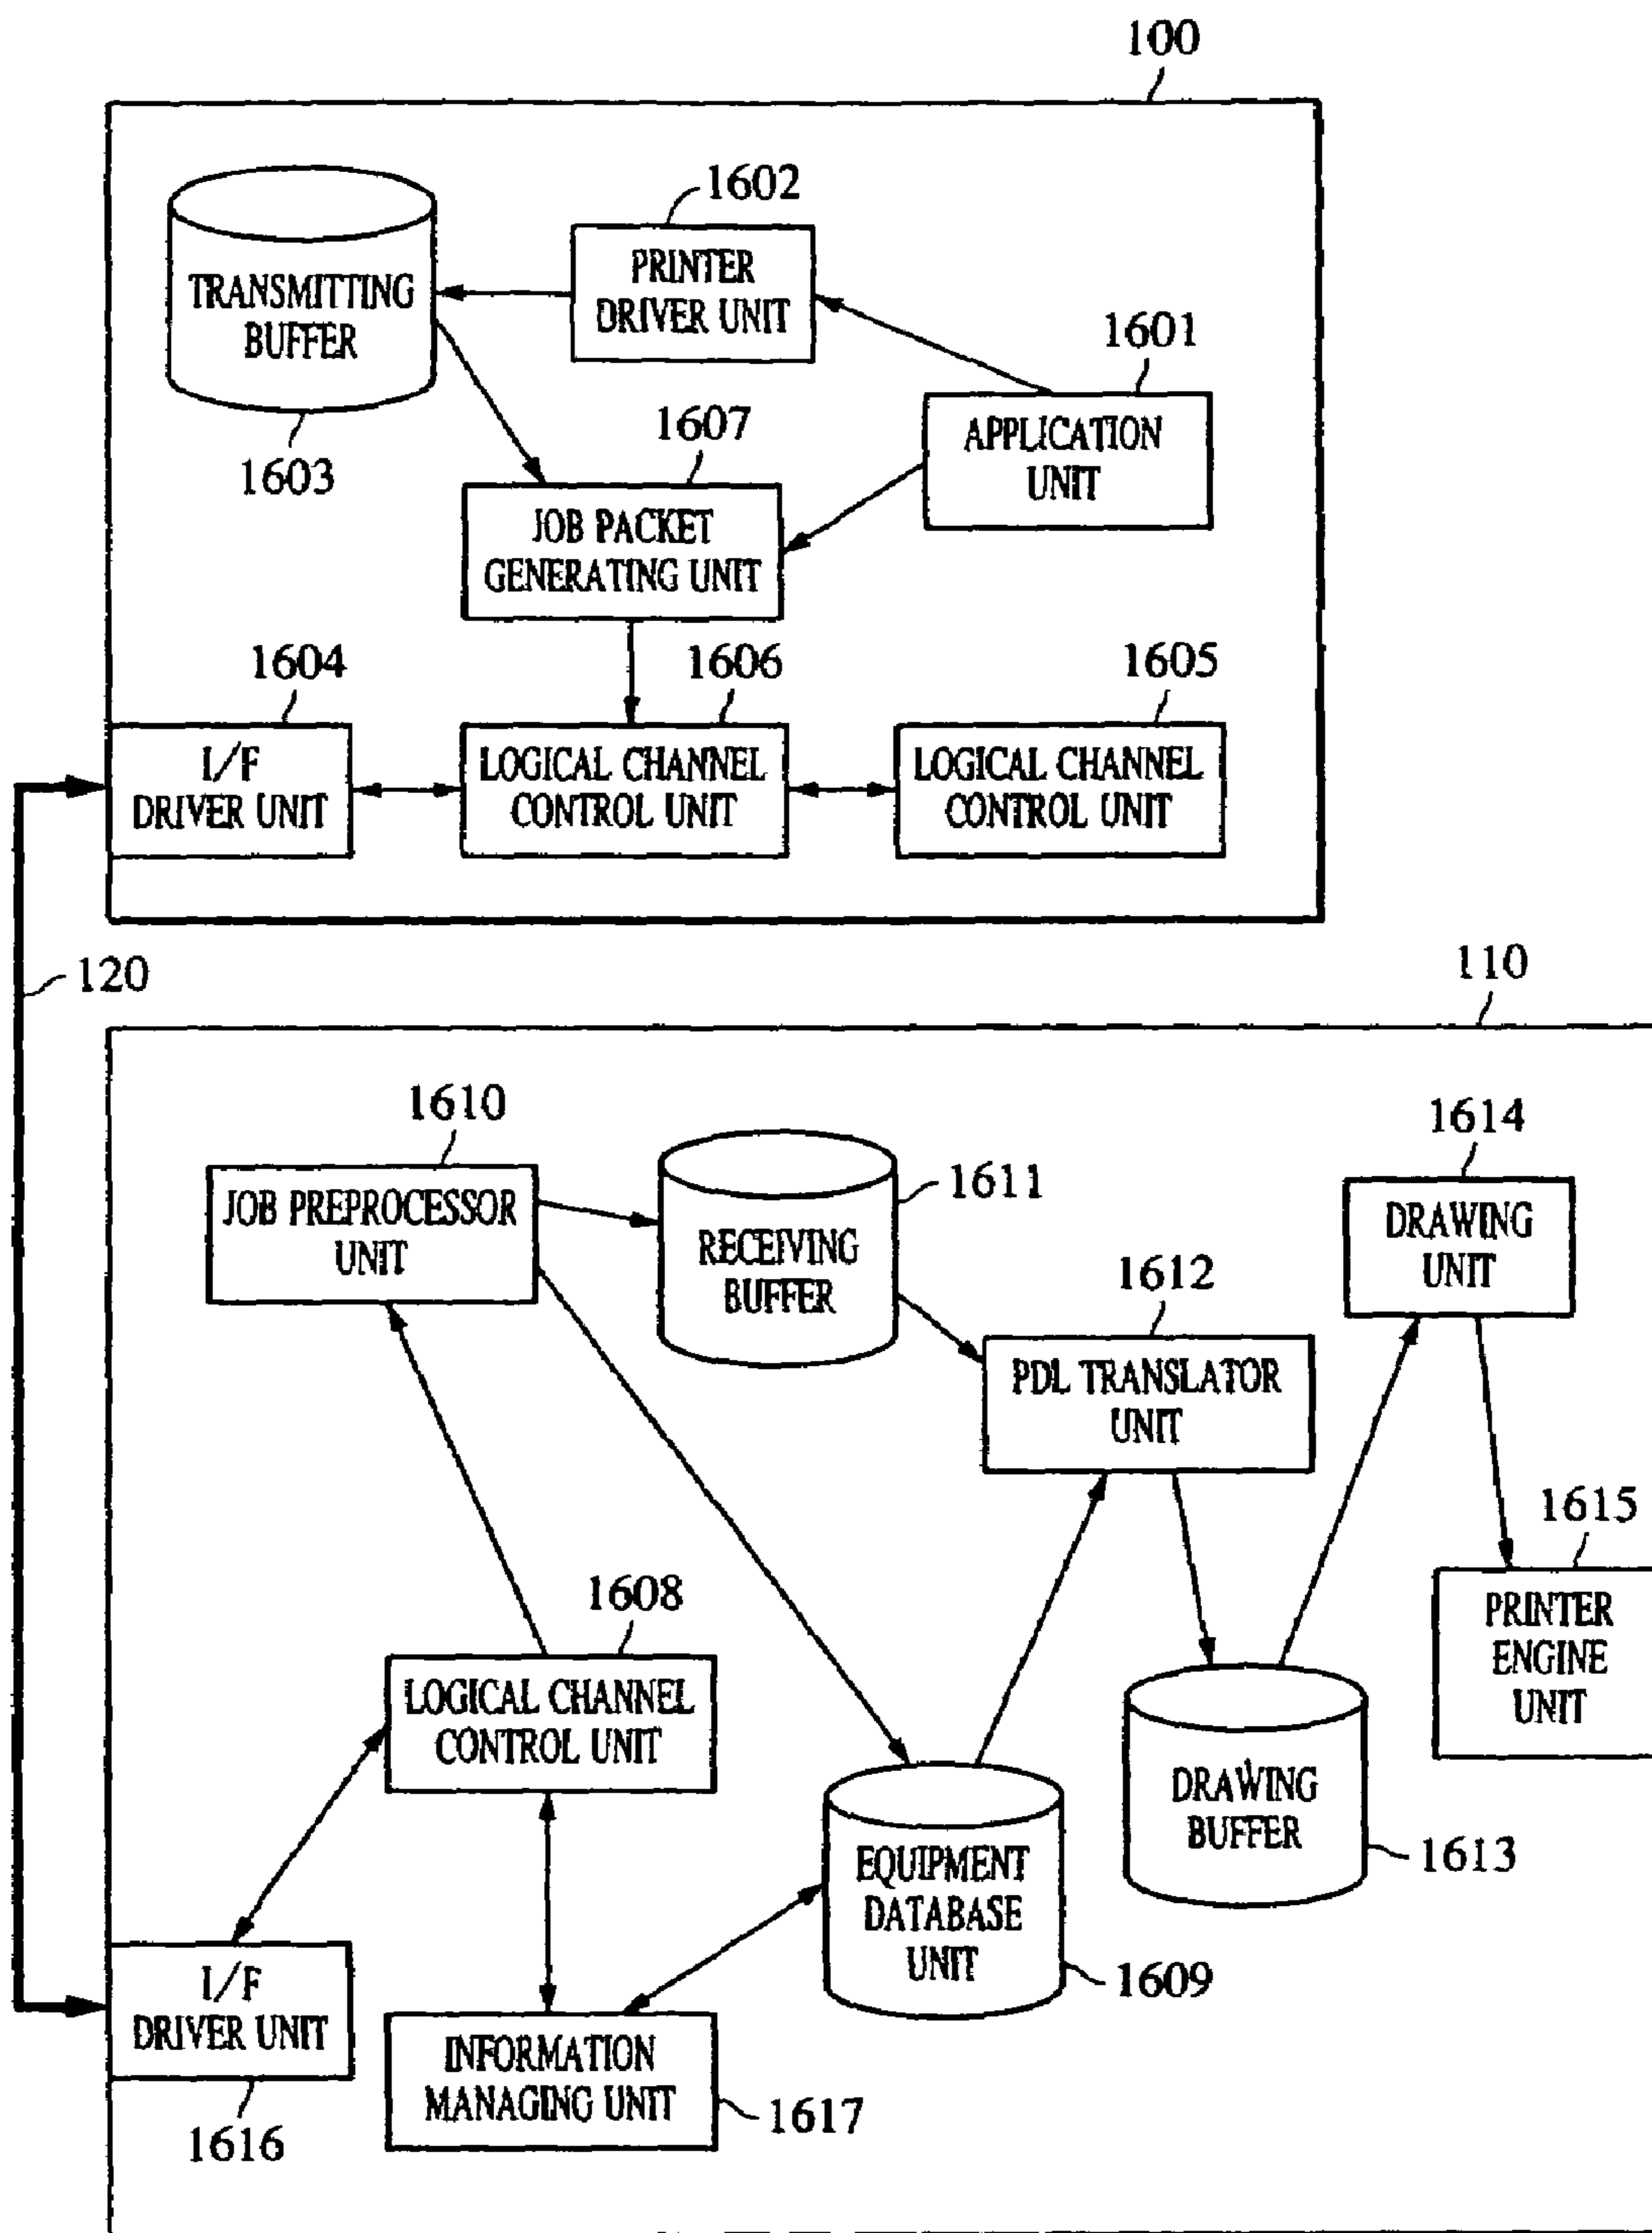 100
1602
TRANSMITTING
BUFFER
1603
PRINTER
DRIVER UNIT
1601
APPLICATION
UNIT
1607
JOB PACKET
GENERATING UNIT
1604
I/F
DRIVER UNIT
1606
LOGICAL CHANNEL
CONTROL UNIT
1605
LOGICAL CHANNEL
CONTROL UNIT
120
110
1610
JOB PREPROCESSOR
UNIT
RECEIVING
BUFFER
1611
1614
DRAWING
UNIT
1612
PDL TRANSLATOR
UNIT
1615
PRINTER
ENGINE
UNIT
1608
LOGICAL CHANNEL
CONTROL UNIT
DRAWING
BUFFER
1613
EQUIPMENT
DATABASE
UNIT
1609
I/F
DRIVER UNIT
1616
INFORMATION
MANAGING UNIT
1617